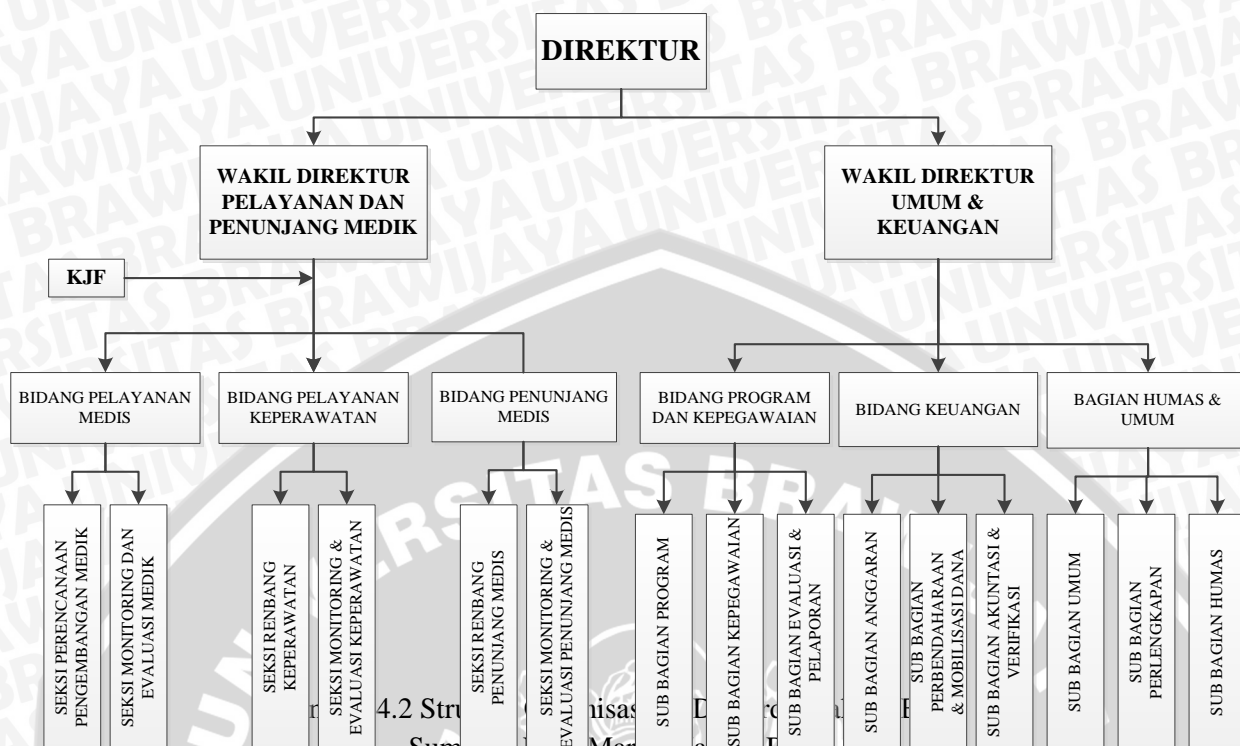 DIREKTUR
WAKIL DIREKTUR
PELAYANAN DAN
PENUNJANG MEDIK
WAKIL DIREKTUR
UMUM &
KEUANGAN
KJF
BIDANG PELAYANAN
MEDIS
BIDANG PELAYANAN
KEPERAWATAN
BIDANG PENUNJANG
MEDIS
BIDANG PROGRAM
DAN KEPEGAWAIAN
BIDANG KEUANGAN
BAGIAN HUMAS &
UMUM
SEKSI PERENCANAAN
PENGEMBANGAN MEDIK
SEKSI MONITORING DAN
EVALUASI MEDIK
SEKSI RENBANG
KEPERAWATAN
SEKSI MONITORING &
EVALUASI KEPERAWATAN
SEKSI RENBANG
PENUNJANG MEDIS
SEKSI MONITORING &
EVALUASI PENUNJANG MEDIS
SUB BAGIAN PROGRAM
SUB BAGIAN KEPEGAWAIAN
SUB BAGIAN EVALUASI &
PELAPORAN
SUB BAGIAN ANGGARAN
SUB BAGIAN
PERBENDAHARAAN
& MOBILISASI DANA
SUB BAGIAN AKUNTASI &
VERIFIKASI
SUB BAGIAN UMUM
SUB BAGIAN
PERLENGKAPAN
SUB BAGIAN HUMAS
4.2